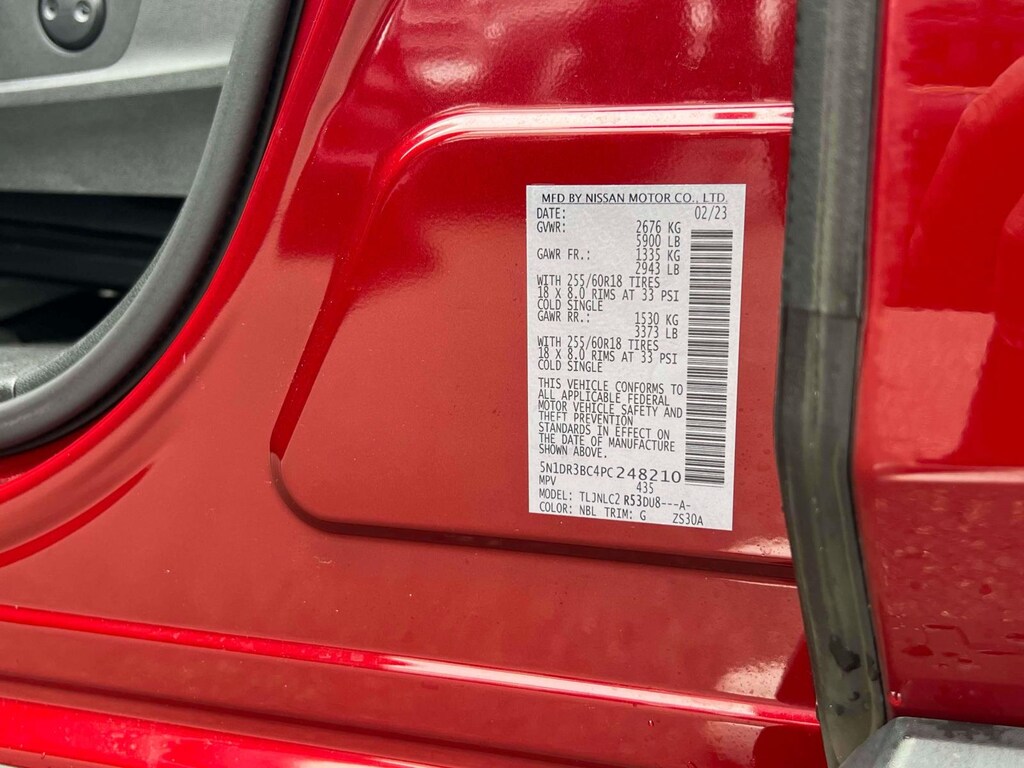 MFD BY NISSAN MOTOR CO., LTD.
DATE: 02/23
GVWR: 2676 KG
5900 LB
GAWR FR.: 1335 KG
2943 LB
WITH 255/60R18 TIRES
18 X 8.0 RIMS AT 33 PSI
COLD SINGLE
GAWR RR.: 1530 KG
3373 LB
WITH 255/60R18 TIRES
18 X 8.0 RIMS AT 33 PSI
COLD SINGLE
THIS VEHICLE CONFORMS TO
ALL APPLICABLE FEDERAL
MOTOR VEHICLE SAFETY AND
THEFT PREVENTION
STANDARDS IN EFFECT ON
THE DATE OF MANUFACTURE
SHOWN ABOVE.
5N1DR3BC4PC248210
MPV 435
MODEL: TLJNLC2 R53DU8---A-
COLOR: NBL TRIM: G ZS30A